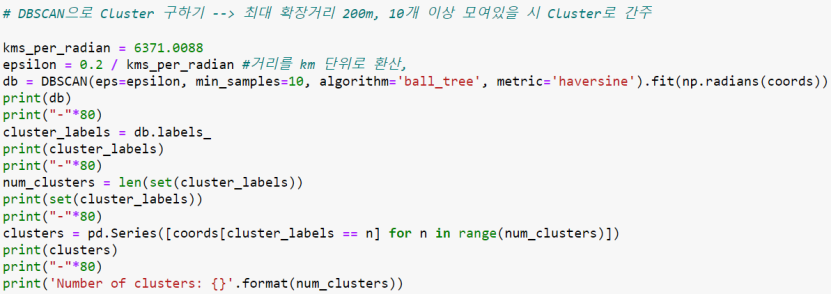 # DBSCAN으로 Cluster 구하기 --> 최대 확장거리 200m, 10개 이상 모여있을 시 Cluster로 간주
kms_per_radian = 6371.0088
epsilon = 0.2 / kms_per_radian #거리를 km 단위로 환산,
db = DBSCAN(eps=epsilon, min_samples=10, algorithm='ball_tree', metric='haversine').fit(np.radians(coords))
print(db)
print("-"*80)
cluster_labels = db.labels_
print(cluster_labels)
print("-"*80)
num_clusters = len(set(cluster_labels))
print(set(cluster_labels))
print("-"*80)
clusters = pd.Series([coords[cluster_labels == n] for n in range(num_clusters)])
print(clusters)
print("-"*80)
print('Number of clusters: {}'.format(num_clusters))